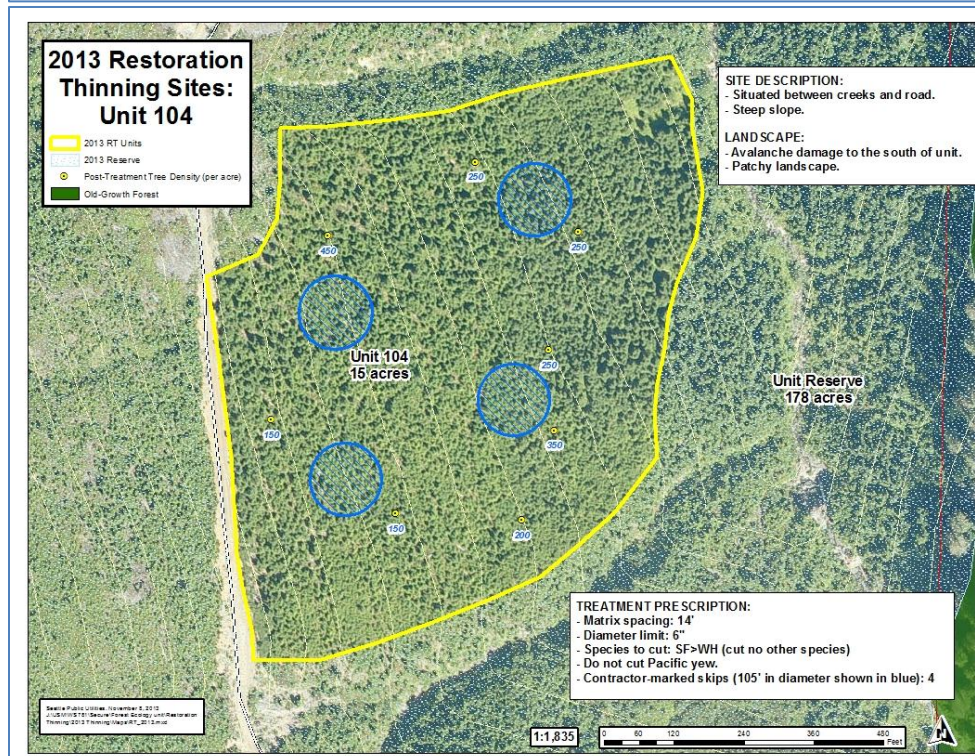 2013 Restoration
Thinning Sites:
Unit 104
2013 RT Units
2013 Reserve
Post-Treatment Tree Density (per acre)
Old-Growth Forest
SITE DESCRIPTION:
- Situated between creeks and road.
- Steep slope.
LANDSCAPE:
- Avalanche damage to the south of unit.
- Patchy landscape.
250
450
250
Unit 104
15 acres
250
Unit Reserve
178 acres
150
350
150
200
TREATMENT PRESCRIPTION:
- Matrix spacing: 14'
- Diameter limit: 6"
- Species to cut: SF>WH (cut no other species)
- Do not cut Pacific yew.
- Contractor-marked skips (105' in diameter shown in blue): 4
Seattle Public Utilities, November 8, 2013
1:1,835
0 60 120 240 360 480
Feet
N